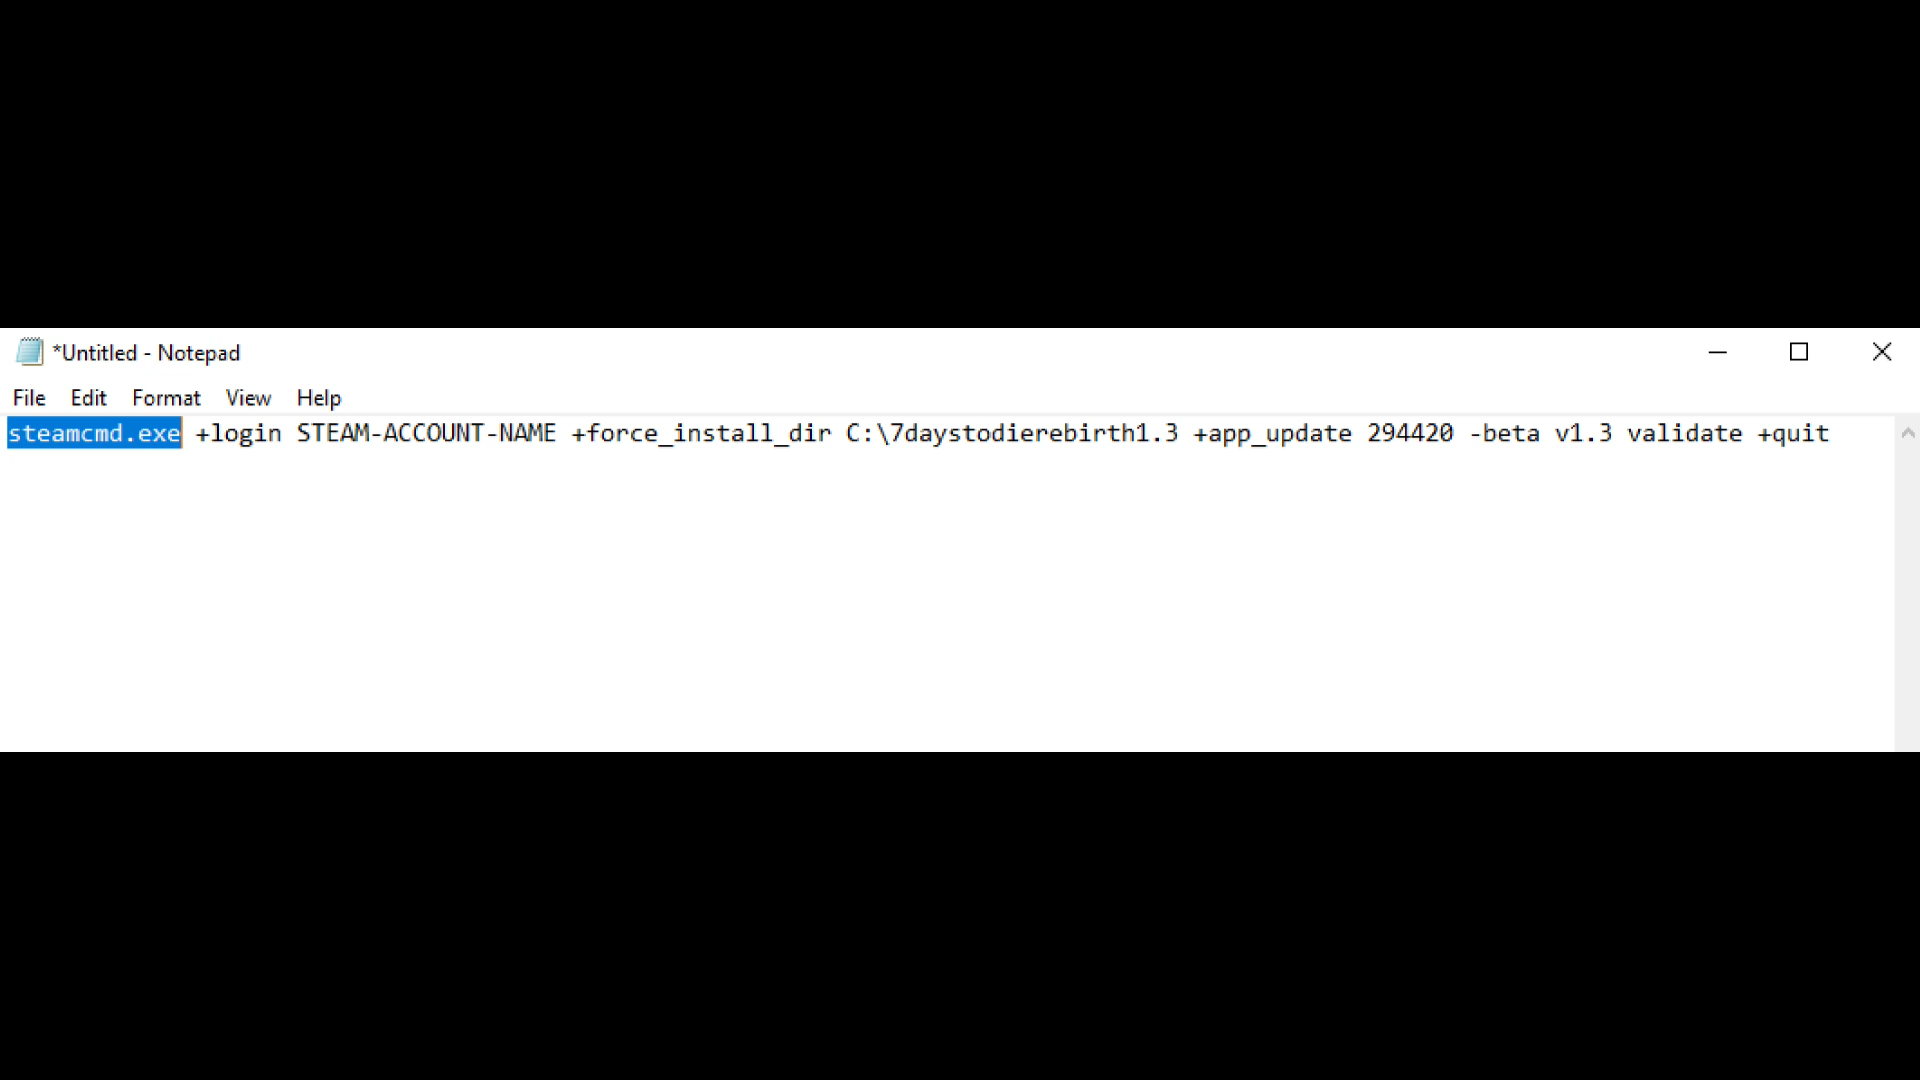 *Untitled - Notepad
File Edit Format View Help
steamcmd.exe +login STEAM-ACCOUNT-NAME +force_install_dir C:\7daystodierebirth1.3 +app_update 294420 -beta v1.3 validate +quit